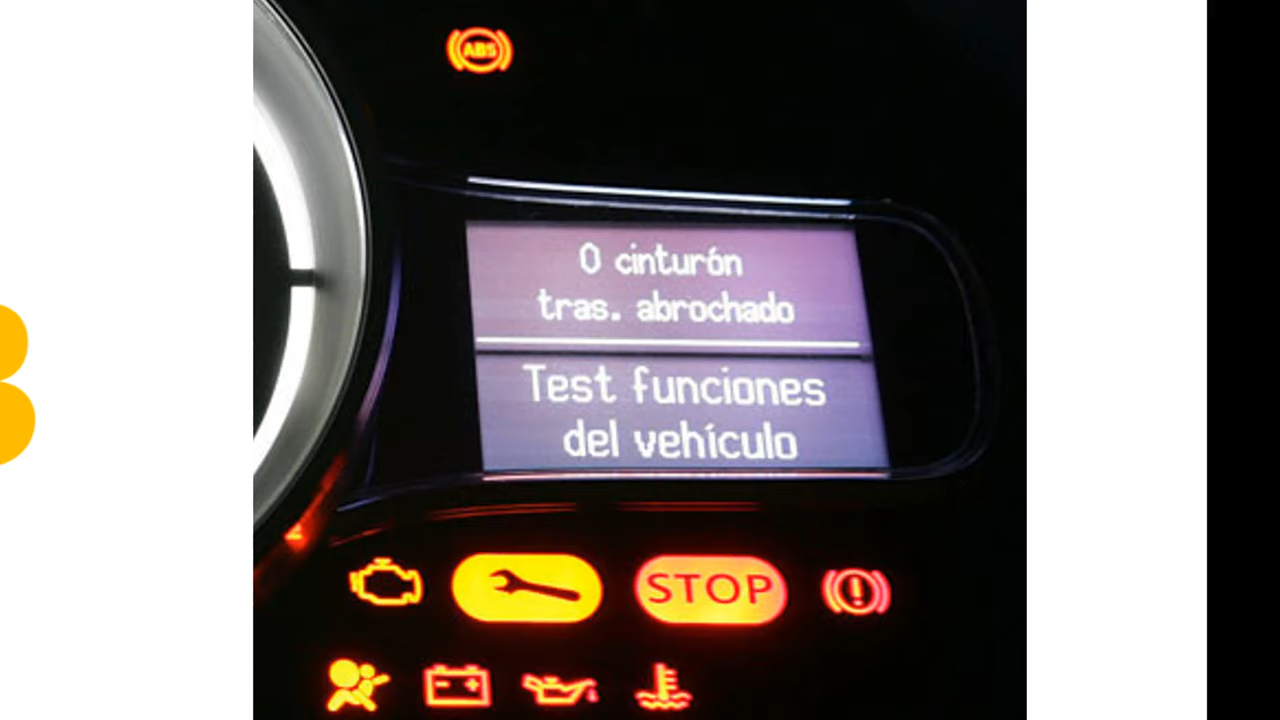 ABS
0 cinturón
tras. abrochado
Test funciones
del vehículo
STOP